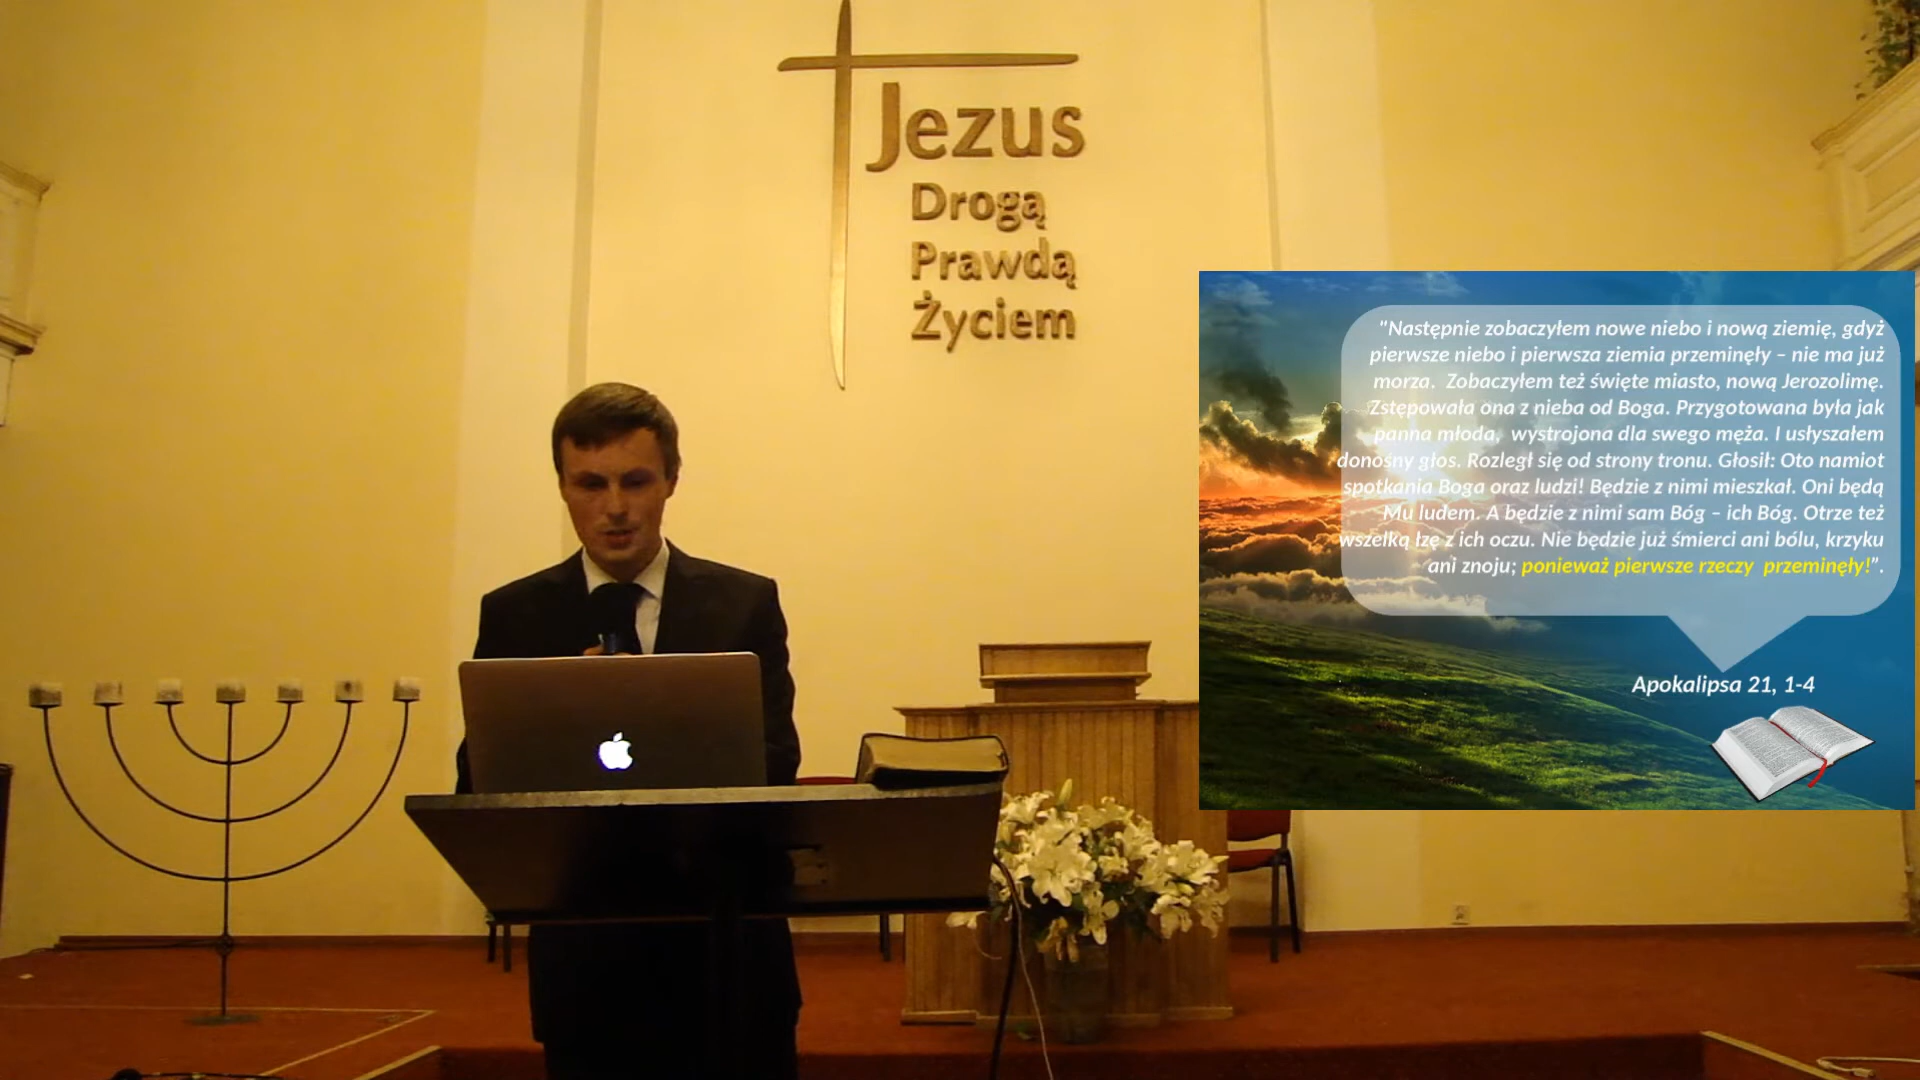 Jezus
Drogą
Prawdą
Życiem
"Następnie zobaczyłem nowe niebo i nową ziemię, gdyż
pierwsze niebo i pierwsza ziemia przeminęły – nie ma już
morza.  Zobaczyłem też święte miasto, nową Jerozolimę.
Zstępowała ona z nieba od Boga. Przygotowana była jak
panna młoda,  wystrojona dla swego męża. I usłyszałem
donośny głos. Rozległ się od strony tronu. Głosił: Oto namiot
spotkania Boga oraz ludzi! Będzie z nimi mieszkał. Oni będą
Mu ludem. A będzie z nimi sam Bóg – ich Bóg. Otrze też
wszelką łzę z ich oczu. Nie będzie już śmierci ani bólu, krzyku
ani znoju; ponieważ pierwsze rzeczy  przeminęły!”.
Apokalipsa 21, 1-4